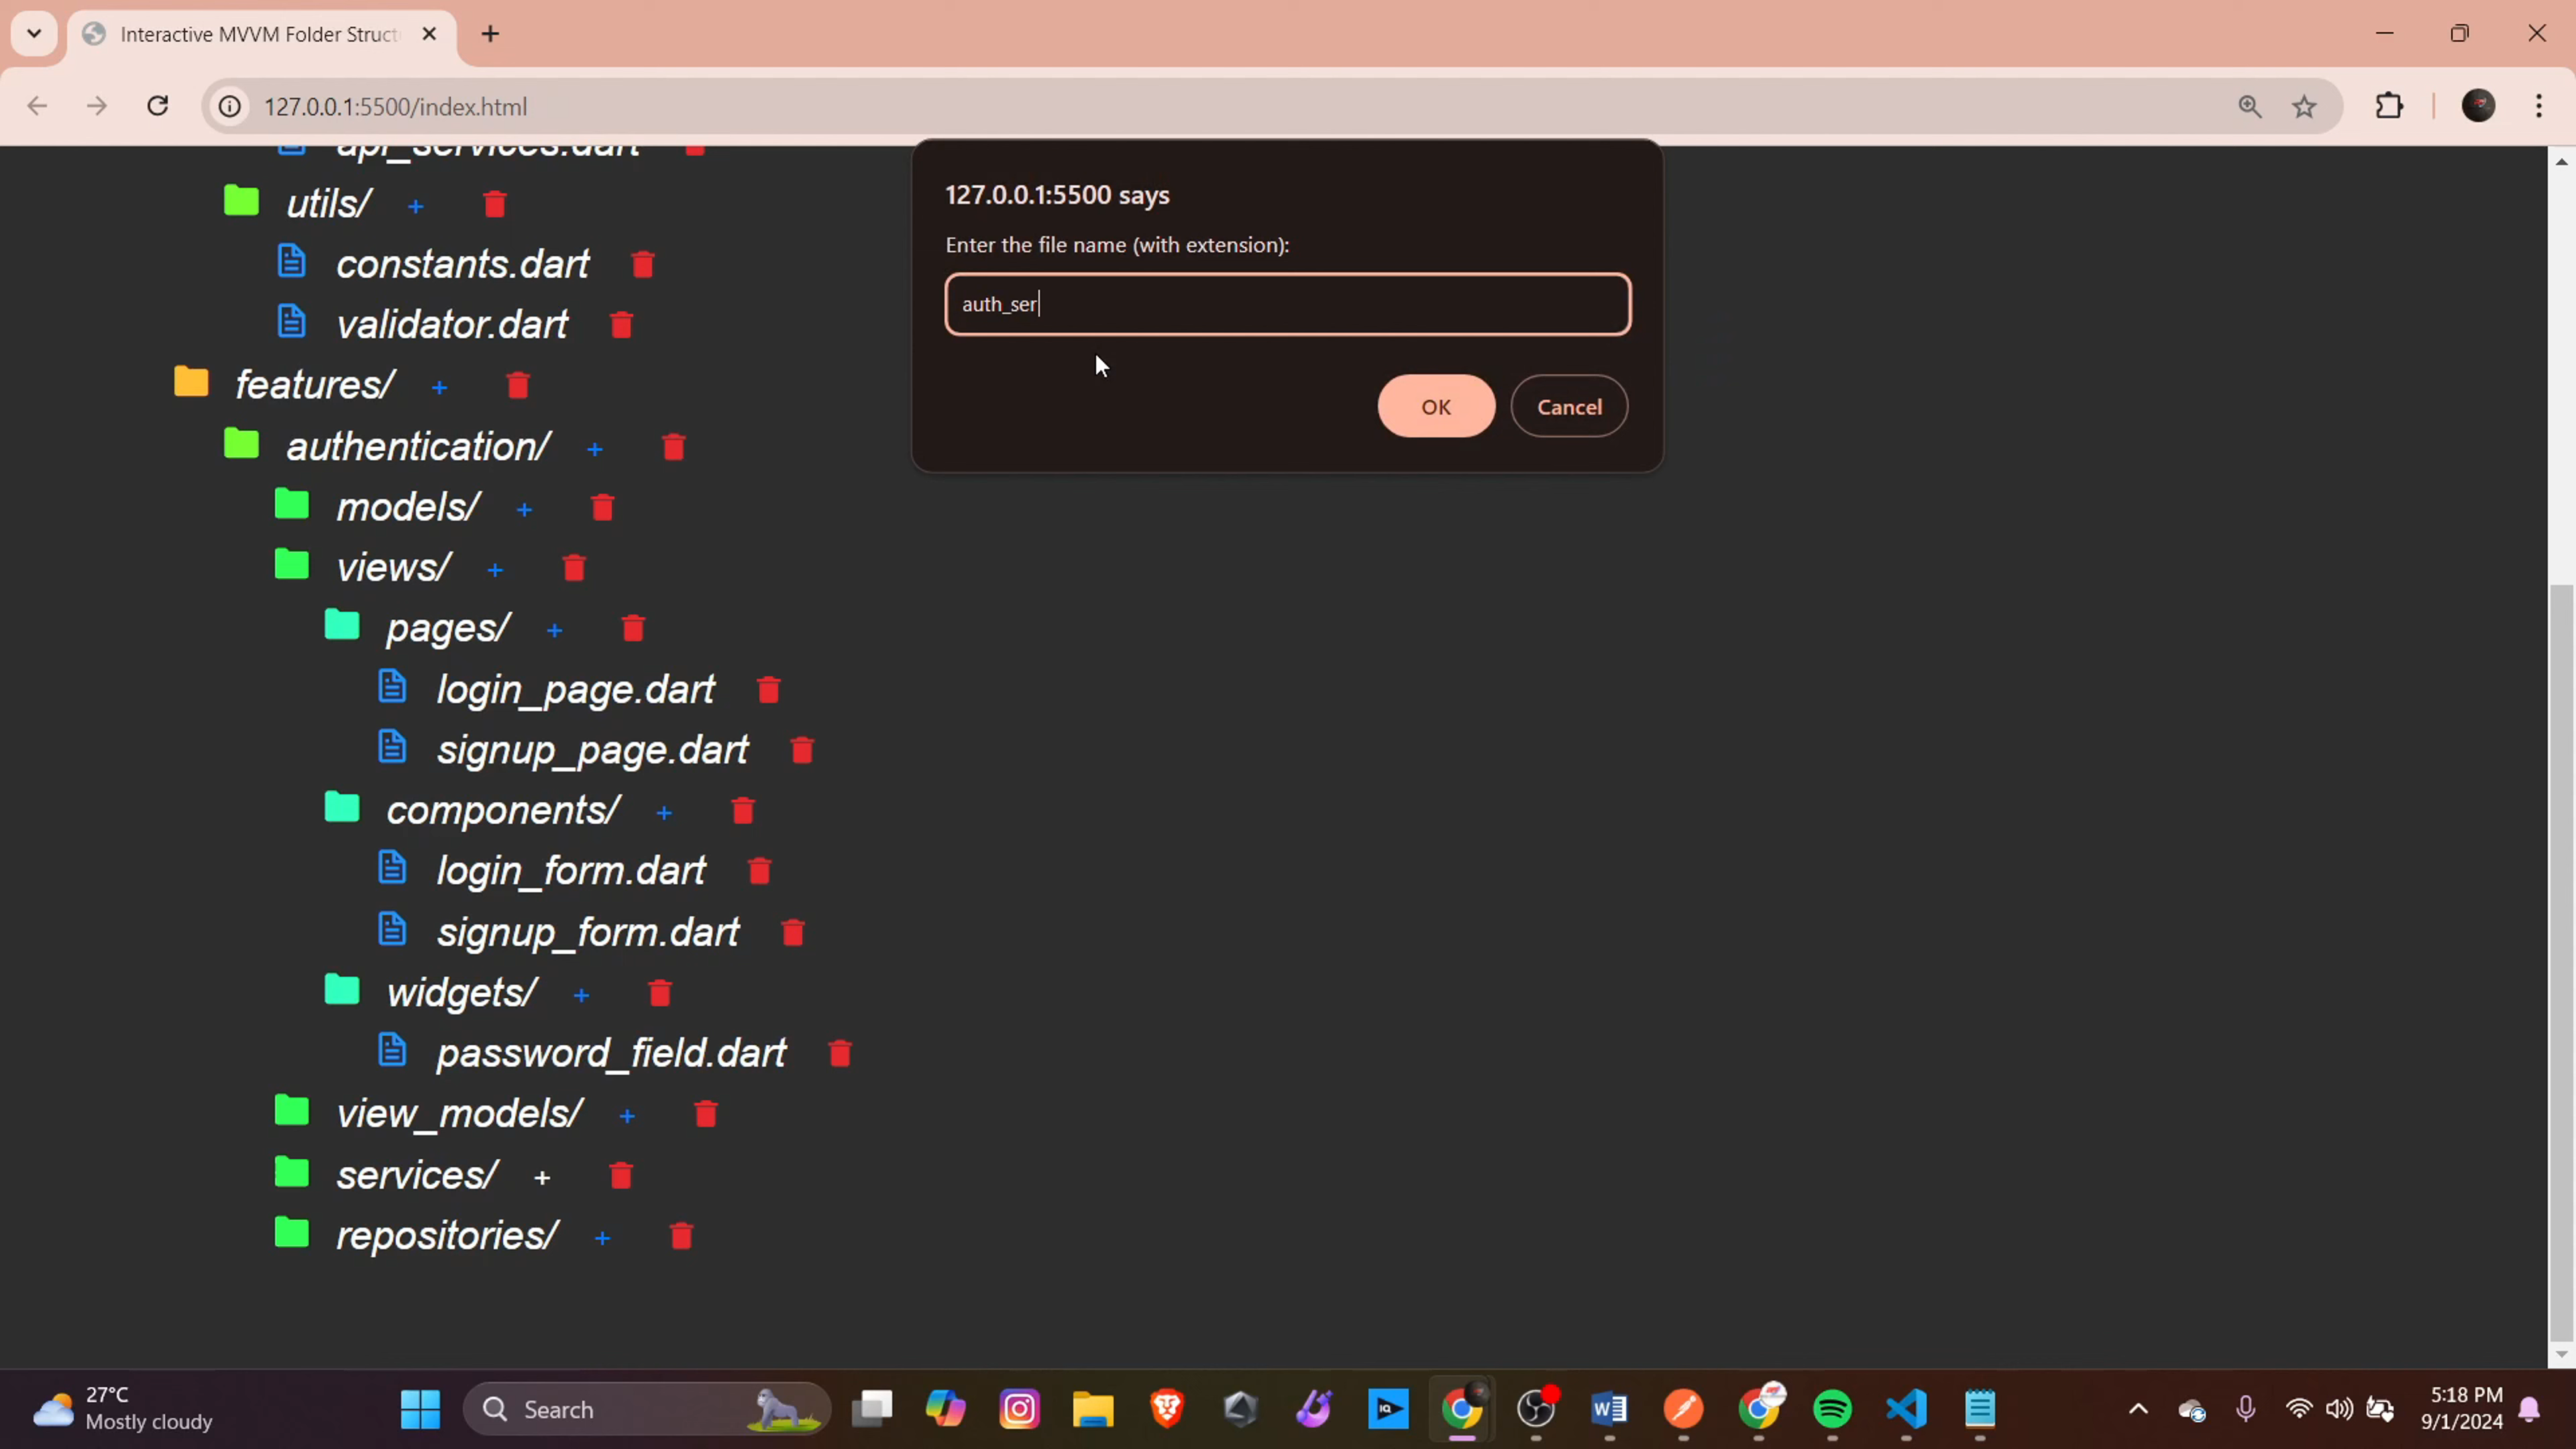 Interactive MVVM Folder Struct
127.0.0.1:5500/index.html
api_services.dart
utils/ +
constants.dart
validator.dart
features/ +
authentication/ +
models/ +
views/ +
pages/ +
login_page.dart
signup_page.dart
components/ +
login_form.dart
signup_form.dart
widgets/ +
password_field.dart
view_models/ +
services/ +
repositories/ +
127.0.0.1:5500 says
Enter the file name (with extension):
auth_ser
OK Cancel
27°C
Mostly cloudy
Search
IQ
5:18 PM
9/1/2024